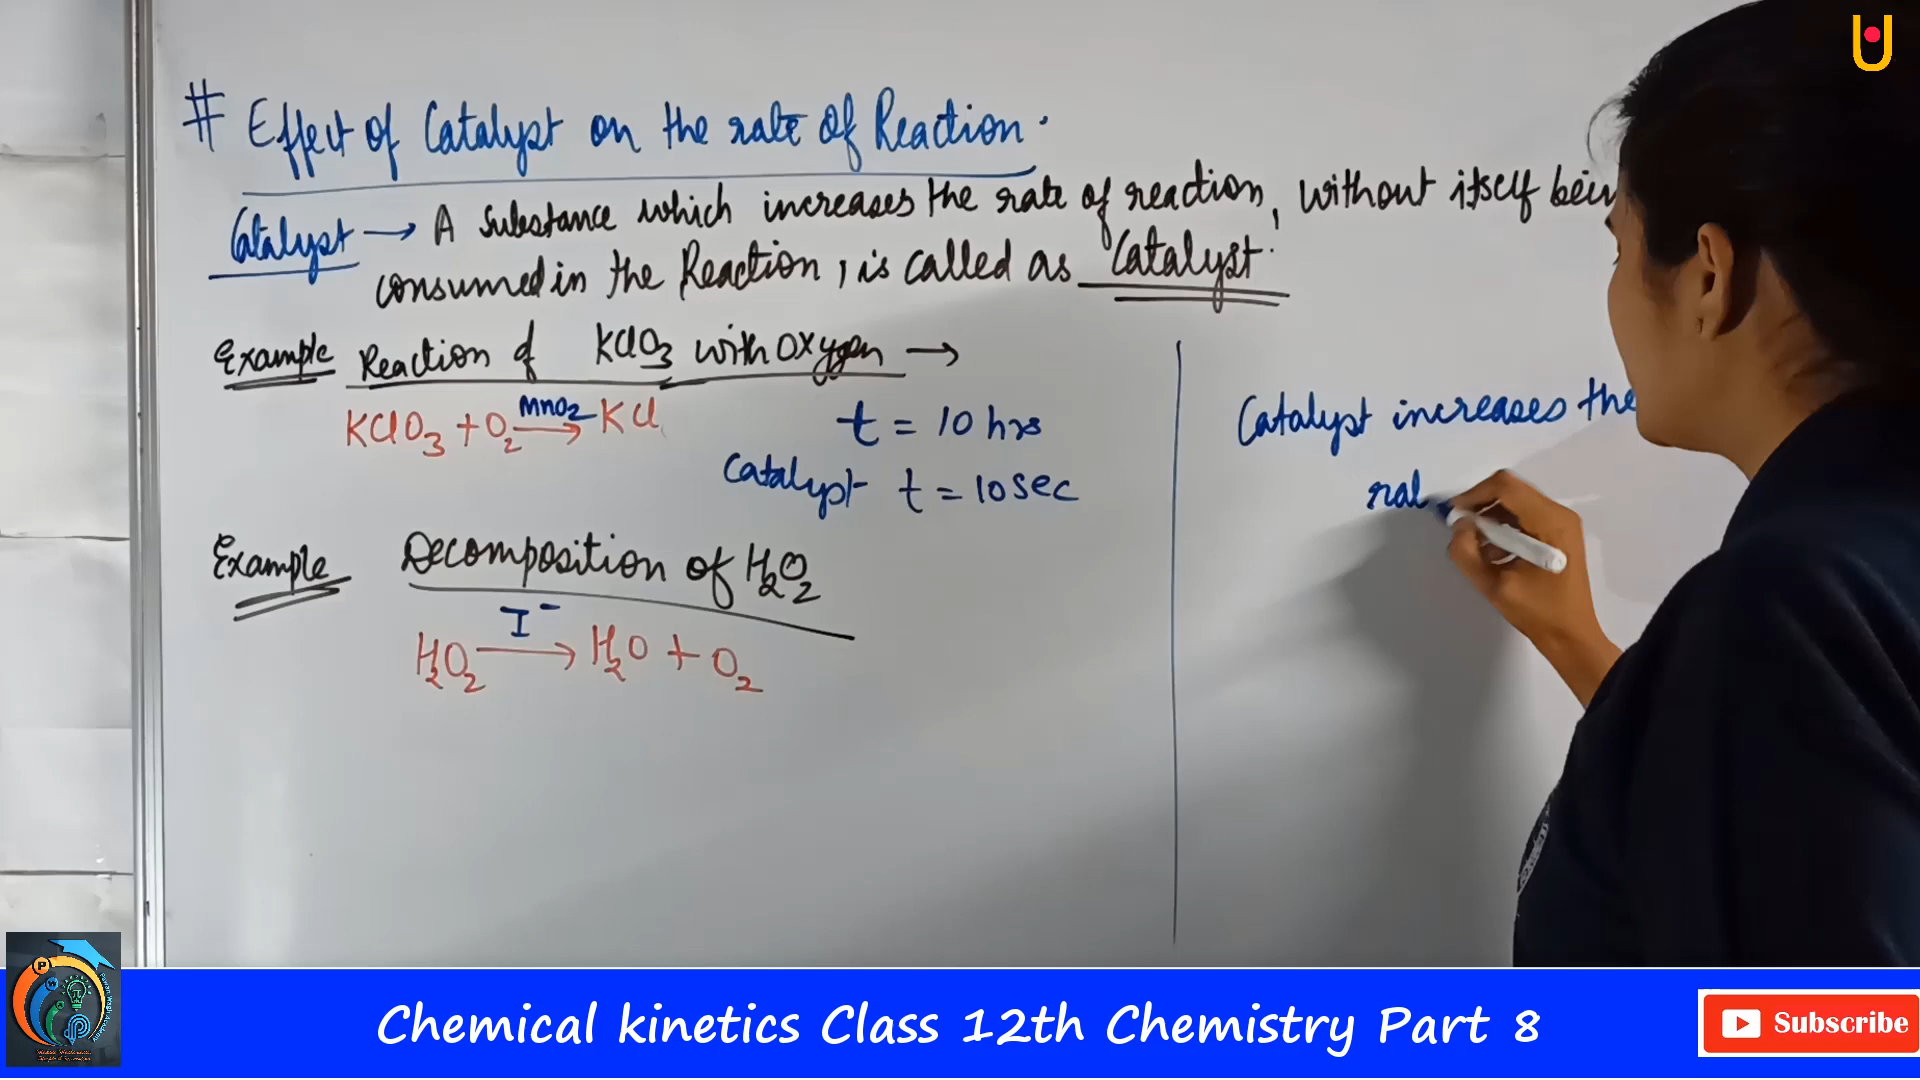 # Effect of Catalyst on the rate of Reaction.
Catalyst → A substance which increases the rate of reaction, without itself bein
consumed in the Reaction, is called as Catalyst.
Example Reaction of KClO3 with oxygen →
KClO3 + O2 MnO2→ KCl
t = 10 hrs
Catalyst t = 10 sec
Example Decomposition of H2O2
I-
H2O2 → H2O + O2
Catalyst increases the
rat
Chemical kinetics Class 12th Chemistry Part 8
Subscribe